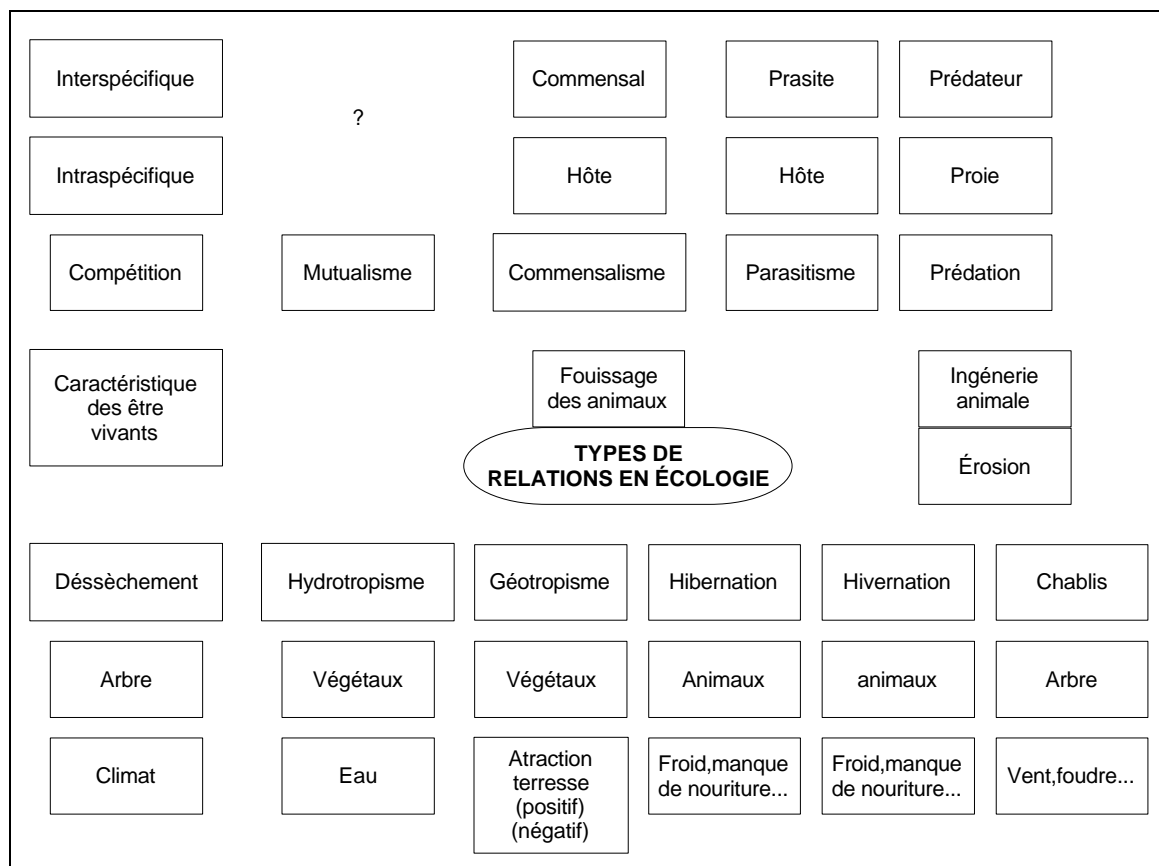 Interspécifique
Commensal
Prasite
Prédateur
?
Intraspécifique
Hôte
Hôte
Proie
Compétition
Mutualisme
Commensalisme
Parasitisme
Prédation
Caractéristique
des être
vivants
Fouissage
des animaux
Ingénerie
animale
TYPES DE
RELATIONS EN ÉCOLOGIE
Érosion
Déssèchement
Hydrotropisme
Géotropisme
Hibernation
Hivernation
Chablis
Arbre
Végétaux
Végétaux
Animaux
animaux
Arbre
Climat
Eau
Atraction
terresse
(positif)
(négatif)
Froid,manque
de nouriture...
Froid,manque
de nouriture...
Vent,foudre...